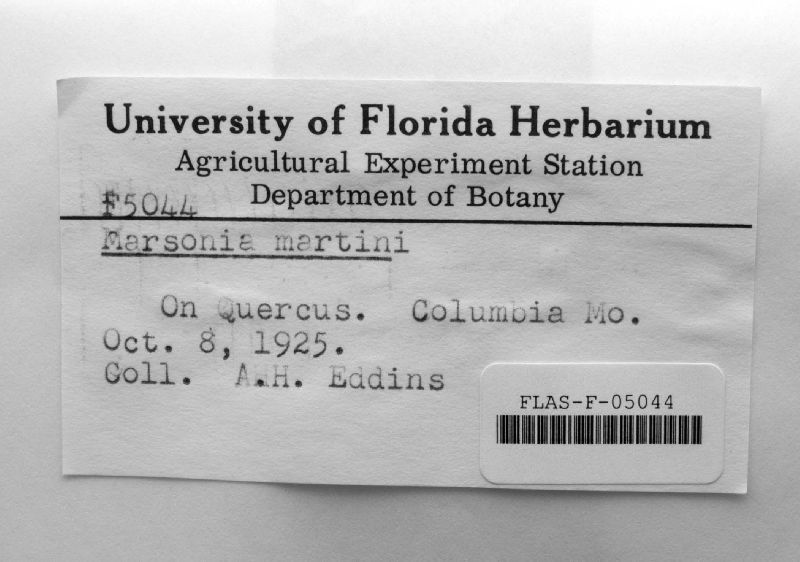 University of Florida Herbarium
Agricultural Experiment Station
Department of Botany
F5044
Marsonia martini
On Quercus. Columbia Mo.
Oct. 8, 1925.
Coll. A.H. Eddins
FLAS-F-05044